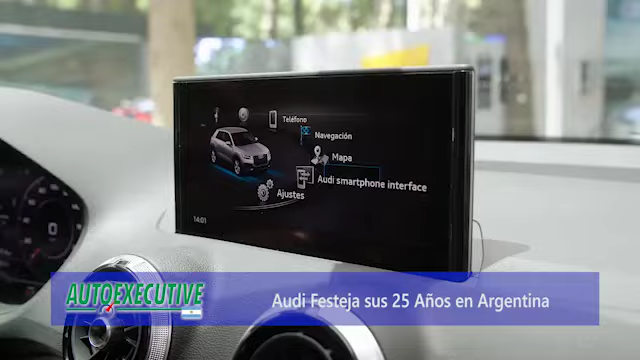 Teléfono
Navegación
Mapa
Audi smartphone interface
Ajustes
14:01
AUTOEXECUTIVE
Audi Festeja sus 25 Años en Argentina